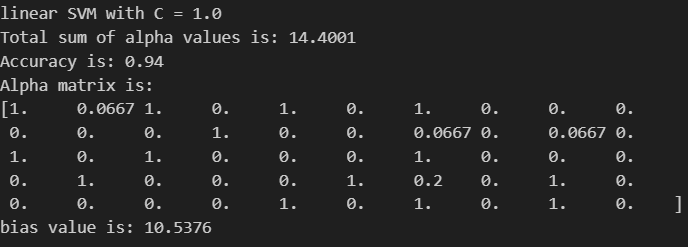 linear SVM with C = 1.0
Total sum of alpha values is: 14.4001
Accuracy is: 0.94
Alpha matrix is:
[1.     0.0667 1.     0.     1.     0.     1.     0.     0.     0.
 0.     0.     0.     1.     0.     0.     0.0667 0.     0.0667 0.
 1.     0.     1.     0.     0.     0.     1.     0.     0.     0.
 0.     1.     0.     0.     0.     1.     0.2    0.     1.     0.
 0.     0.     0.     0.     1.     0.     1.     0.     1.     0.    ]
bias value is: 10.5376